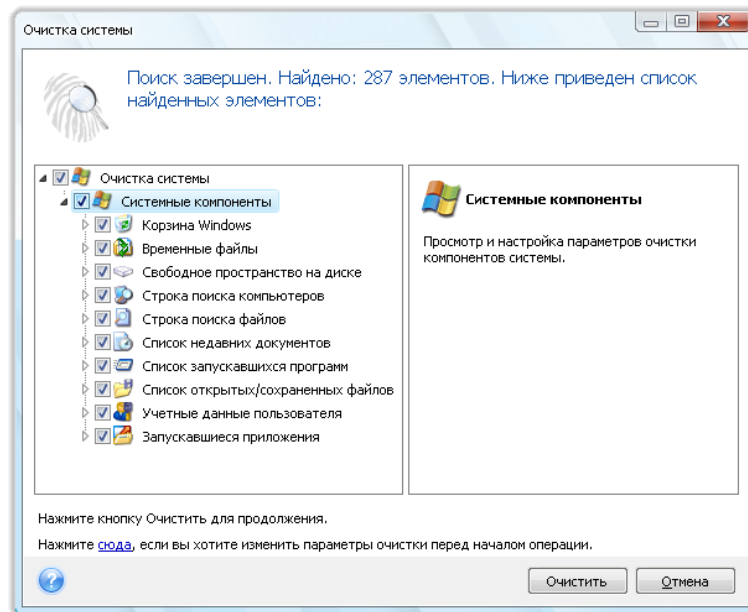 Очистка системы
Поиск завершен. Найдено: 287 элементов. Ниже приведен список
найденных элементов:
Очистка системы
Системные компоненты
Корзина Windows
Временные файлы
Свободное пространство на диске
Строка поиска компьютеров
Строка поиска файлов
Список недавних документов
Список запускавшихся программ
Список открытых/сохраненных файлов
Учетные данные пользователя
Запускавшиеся приложения
Системные компоненты
Просмотр и настройка параметров очистки
компонентов системы.
Нажмите кнопку Очистить для продолжения.
Нажмите сюда, если вы хотите изменить параметры очистки перед началом операции.
Очистить
Отмена